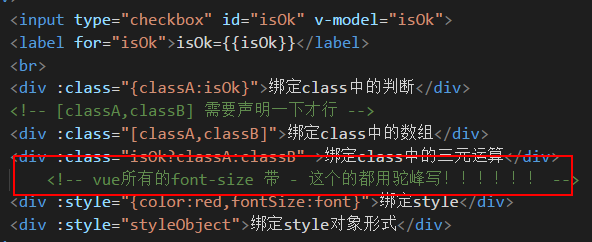 <input type="checkbox" id="isOk" v-model="isOk">
<label for="isOk">isOk={{isOk}}</label>
<br>
<div :class="{classA:isOk}">绑定class中的判断</div>
<!-- [classA,classB] 需要声明一下才行 -->
<div :class="[classA,classB]">绑定class中的数组</div>
<div :class="isOk?classA:classB" >绑定class中的三元运算</div>
<!-- vue所有的font-size 带 - 这个的都用驼峰写！！！！！！ -->
<div :style="{color:red,fontSize:font}">绑定style</div>
<div :style="styleObject">绑定style对象形式</div>